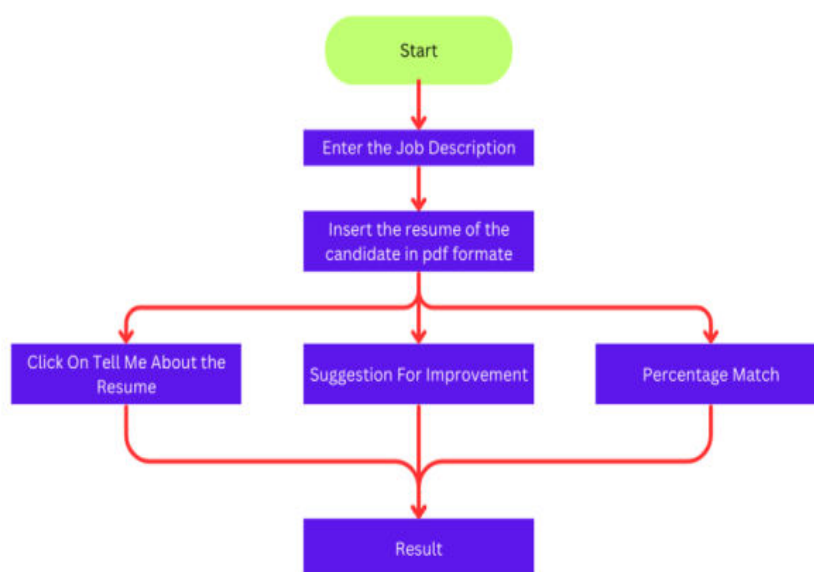 Start
Enter the Job Description
Insert the resume of the
candidate in pdf formate
Click On Tell Me About the
Resume
Suggestion For Improvement
Percentage Match
Result